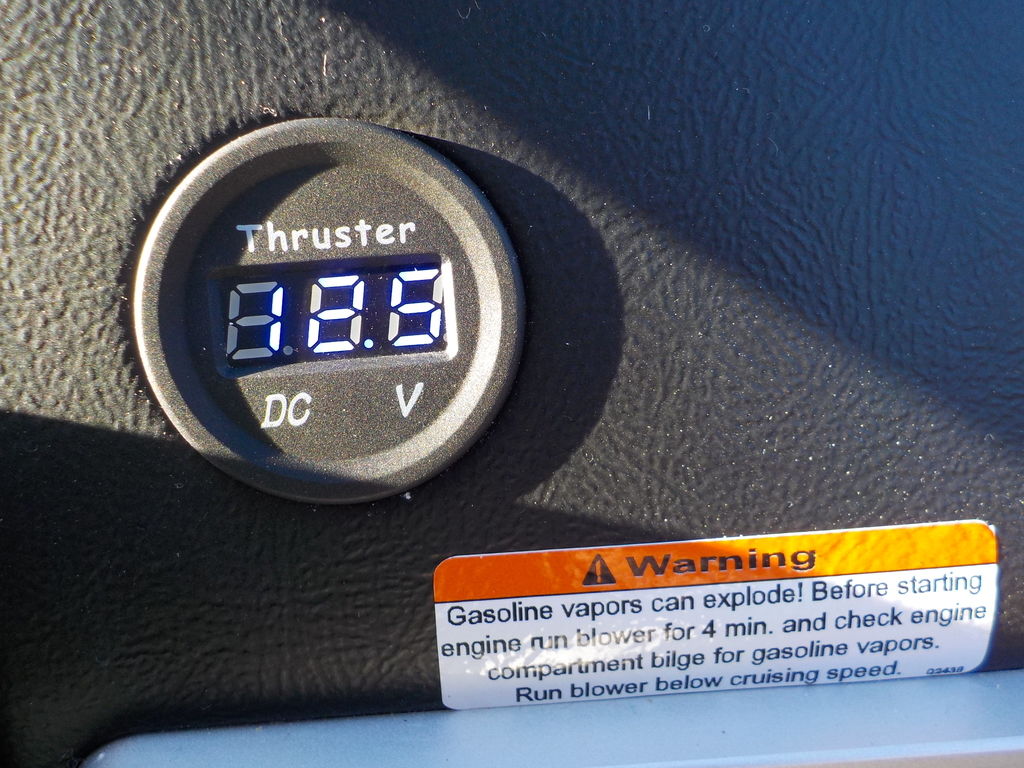 Thruster
12.5
DC V
Warning
Gasoline vapors can explode! Before starting
engine run blower for 4 min. and check engine
compartment bilge for gasoline vapors.
Run blower below cruising speed.